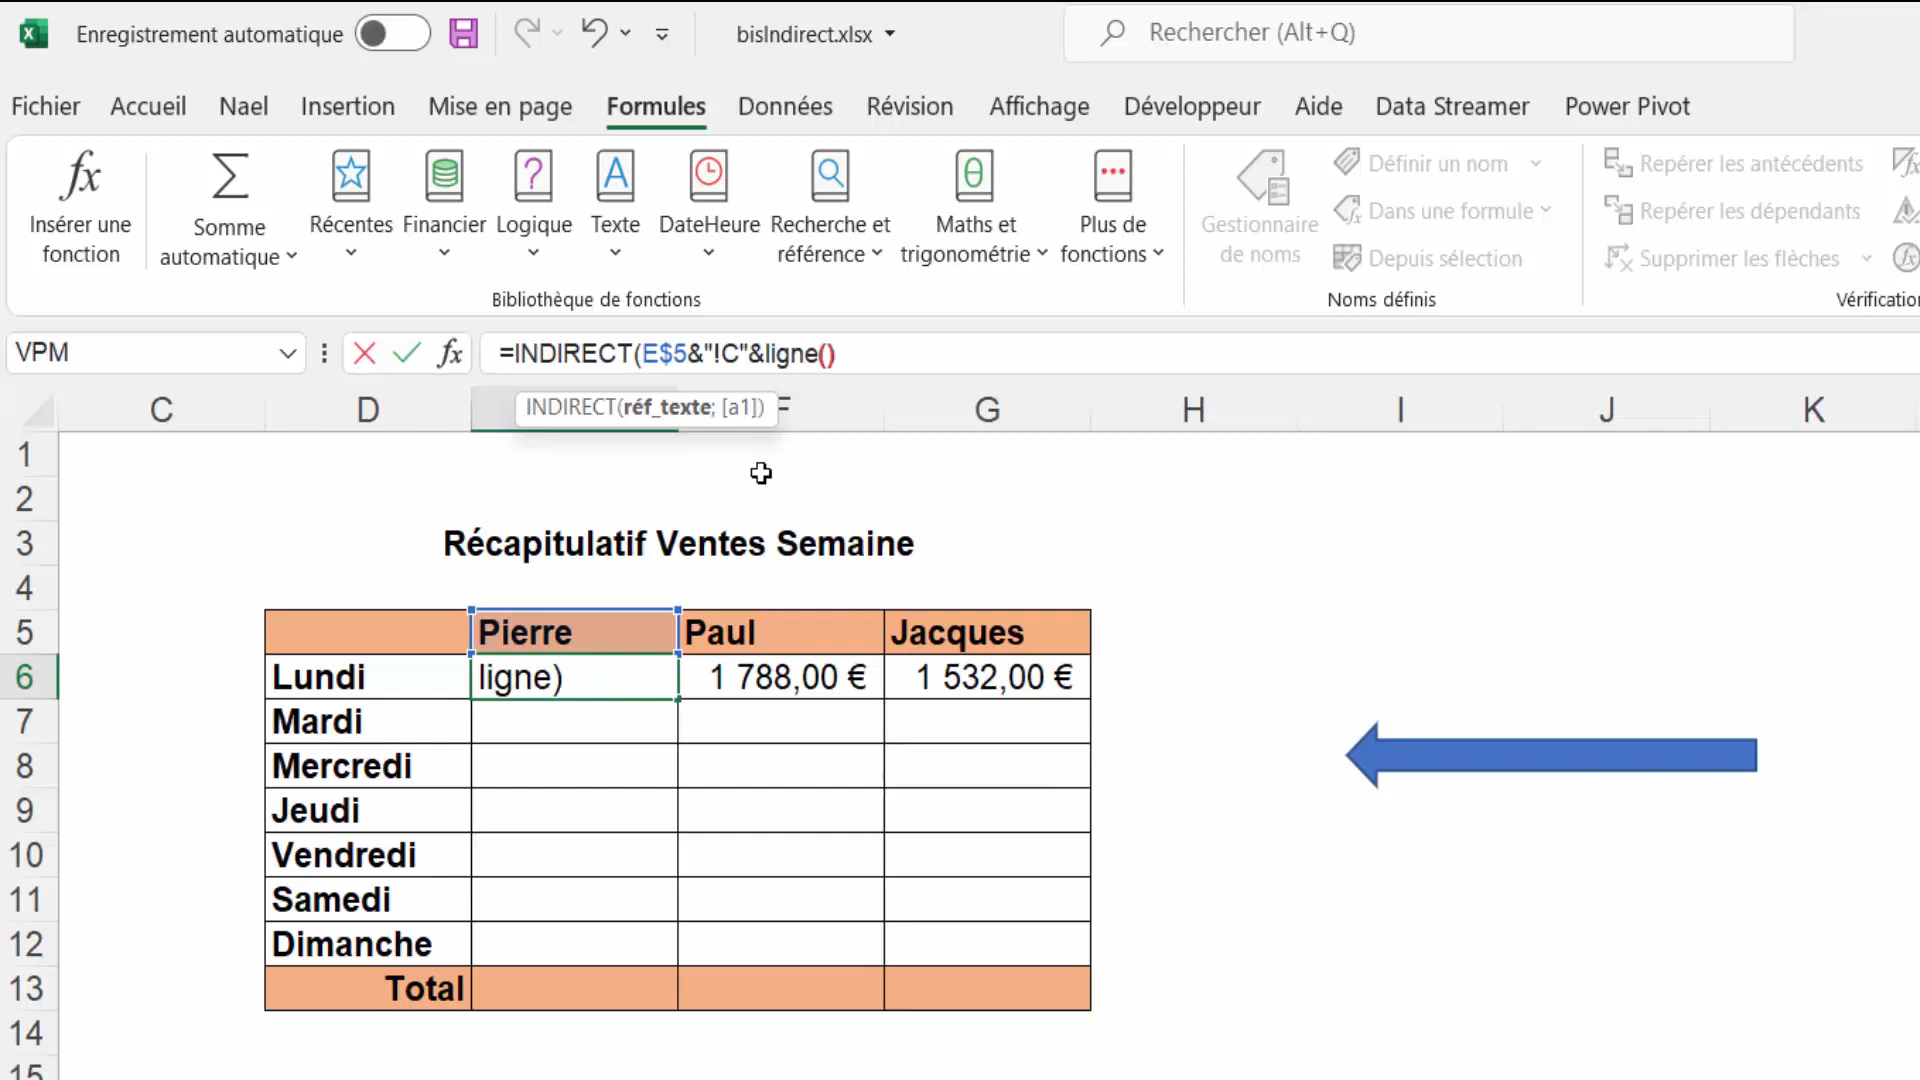 Enregistrement automatique
bisIndirect.xlsx
Rechercher (Alt+Q)
Fichier Accueil Nael Insertion Mise en page Formules Données Révision Affichage Développeur Aide Data Streamer Power Pivot
Insérer une fonction
Somme automatique
Récentes
Financier
Logique
Texte
DateHeure
Recherche et référence
Maths et trigonométrie
Plus de fonctions
Bibliothèque de fonctions
Gestionnaire de noms
Définir un nom
Dans une formule
Depuis sélection
Noms définis
Repérer les antécédents
Repérer les dépendants
Supprimer les flèches
Vérification
VPM
fx
=INDIRECT(E$5&"!C"&ligne()
INDIRECT(réf_texte; [a1])
C D F G H I J K
1
2
3 Récapitulatif Ventes Semaine
4
5 Pierre Paul Jacques
6 Lundi ligne) 1 788,00 € 1 532,00 €
7 Mardi
8 Mercredi
9 Jeudi
10 Vendredi
11 Samedi
12 Dimanche
13 Total
14
15